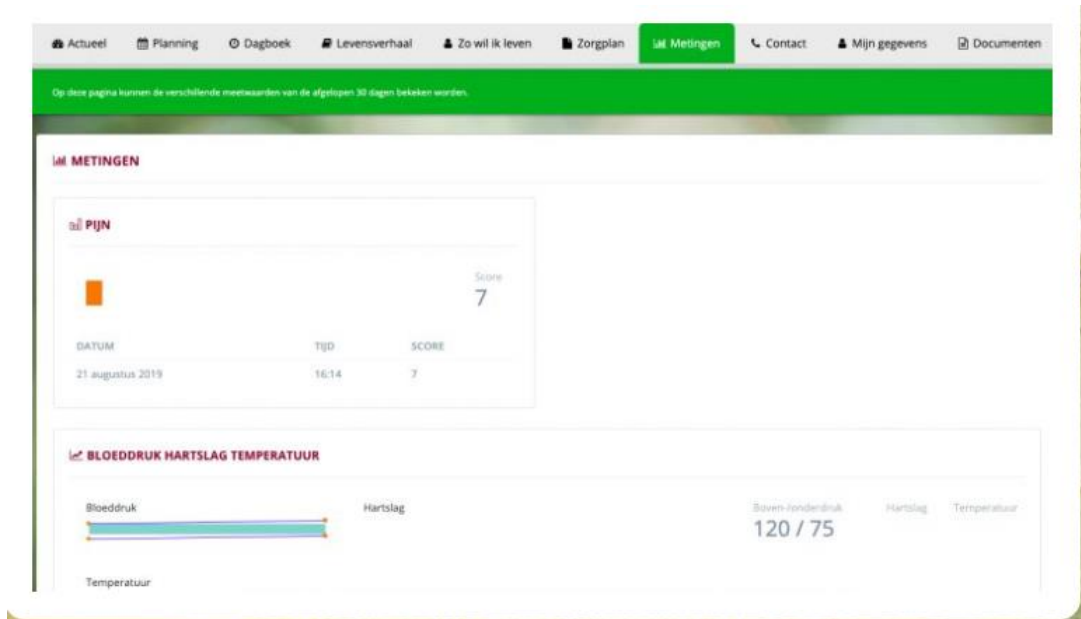 Actueel Planning Dagboek Levensverhaal Zo wil ik leven Zorgplan Metingen Contact Mijn gegevens Documenten
Op deze pagina kunnen de verschillende meetwaarden van de afgelopen 30 dagen bekeken worden.
METINGEN
PIJN
Score
7
DATUM TIJD SCORE
21 augustus 2019 16:14 7
BLOEDDRUK HARTSLAG TEMPERATUUR
Bloeddruk Hartslag Boven-/onderdruk Hartslag Temperatuur
120 / 75
Temperatuur